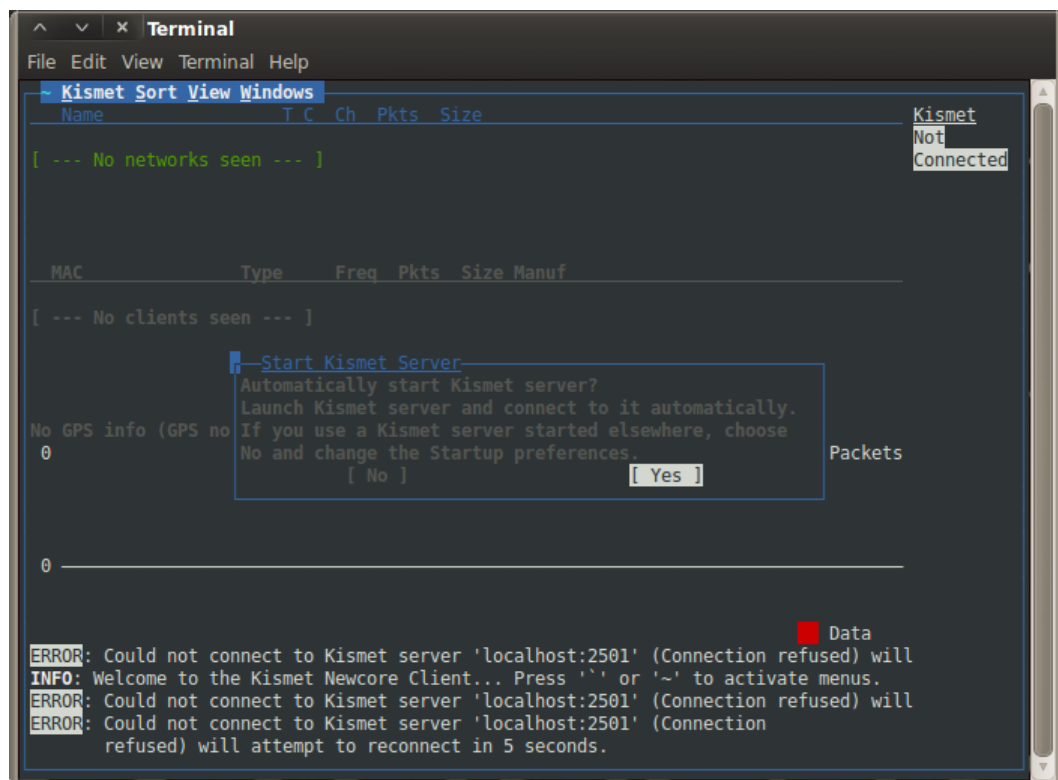 Terminal
File Edit View Terminal Help
~ Kismet Sort View Windows
Name T C Ch Pkts Size
Kismet
Not
Connected
[ --- No networks seen --- ]
MAC Type Freq Pkts Size Manuf
[ --- No clients seen --- ]
Start Kismet Server
Automatically start Kismet server?
Launch Kismet server and connect to it automatically.
No GPS info (GPS no
If you use a Kismet server started elsewhere, choose
No and change the Startup preferences.
[ No ] [ Yes ]
0
Packets
0
Data
ERROR: Could not connect to Kismet server 'localhost:2501' (Connection refused) will
INFO: Welcome to the Kismet Newcore Client... Press '`' or '~' to activate menus.
ERROR: Could not connect to Kismet server 'localhost:2501' (Connection refused) will
ERROR: Could not connect to Kismet server 'localhost:2501' (Connection
refused) will attempt to reconnect in 5 seconds.